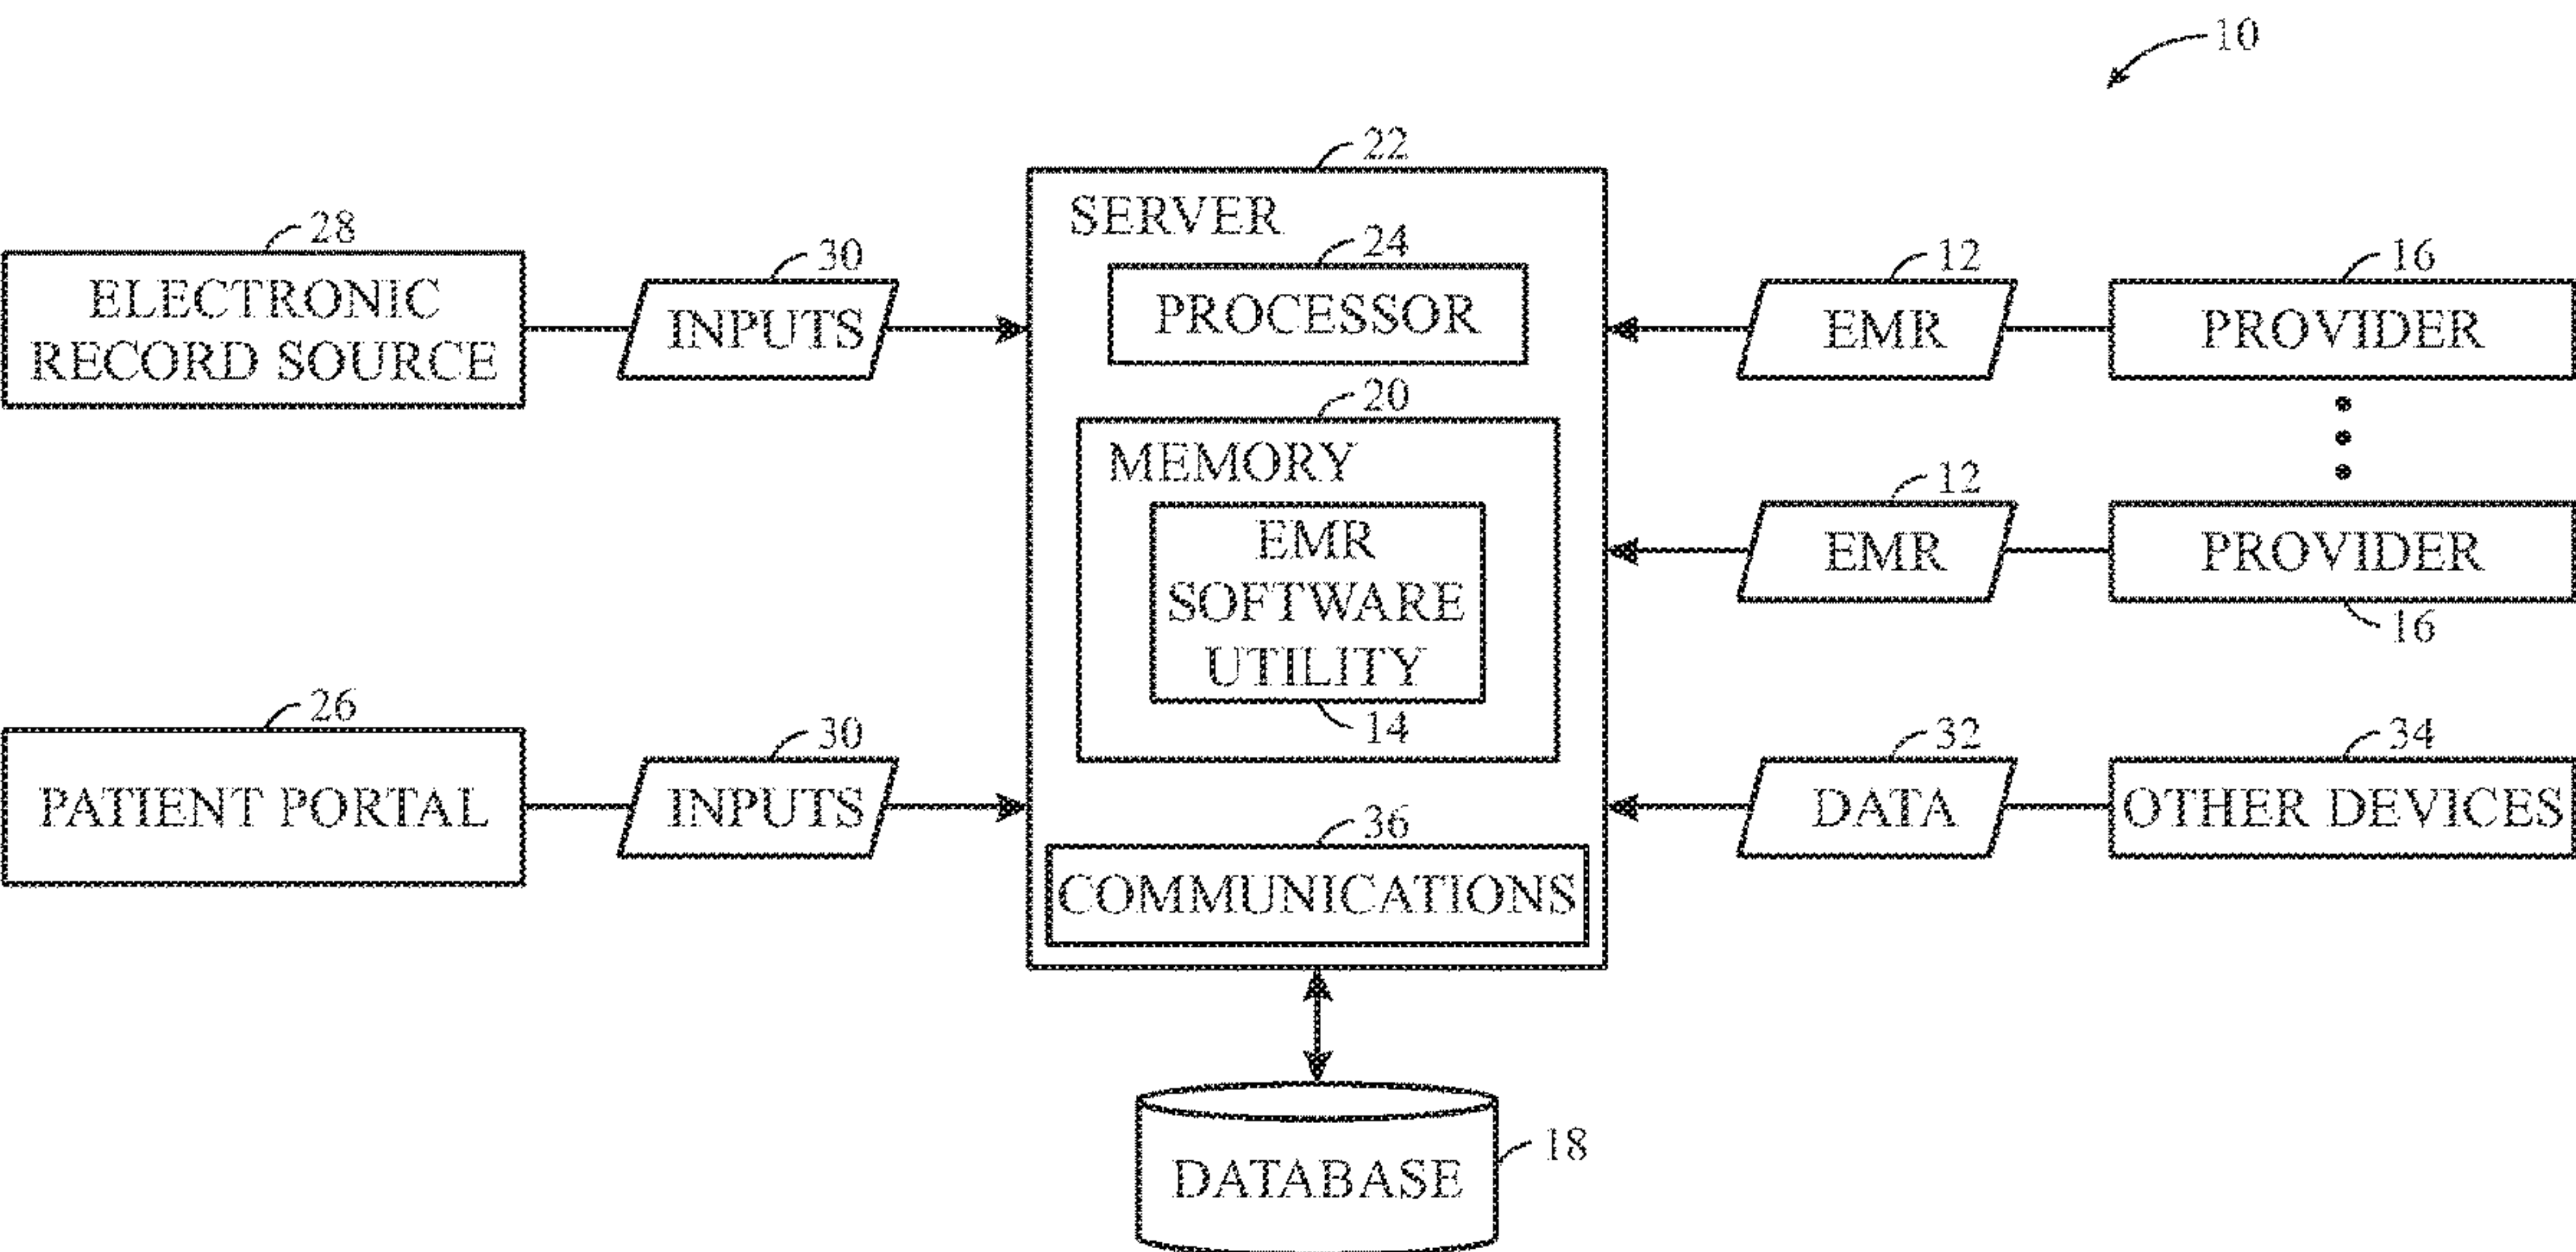 10
22
SERVER
28
ELECTRONIC
RECORD SOURCE
30
INPUTS
24
PROCESSOR
12
EMR
16
PROVIDER
20
MEMORY
EMR
SOFTWARE
UTILITY
14
12
EMR
PROVIDER
16
26
PATIENT PORTAL
30
INPUTS
32
DATA
34
OTHER DEVICES
36
COMMUNICATIONS
DATABASE
18